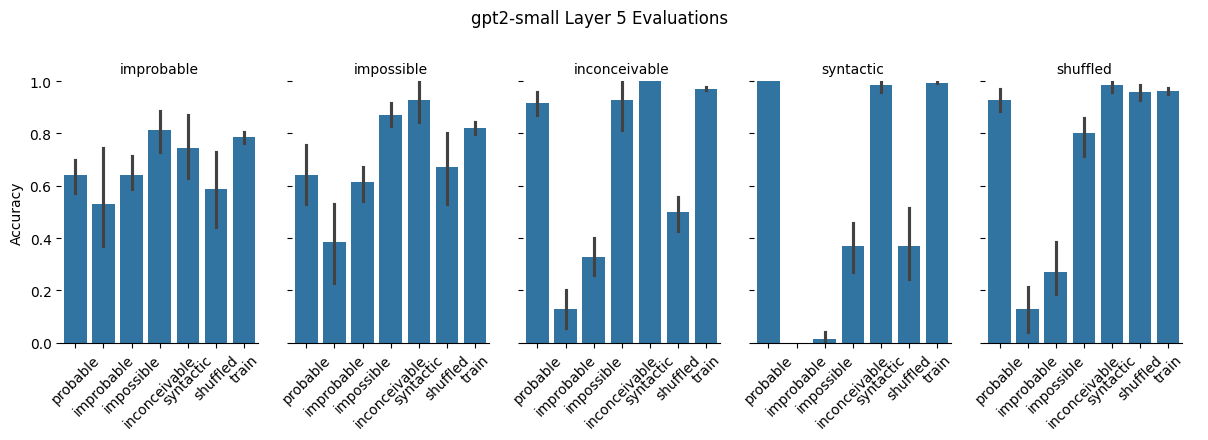 gpt2-small Layer 5 Evaluations
improbable
impossible
inconceivable
syntactic
shuffled
Accuracy
1.0
0.8
0.6
0.4
0.2
0.0
probable
improbable
impossible
inconceivable
syntactic
shuffled
train
probable
improbable
impossible
inconceivable
syntactic
shuffled
train
probable
improbable
impossible
inconceivable
syntactic
shuffled
train
probable
improbable
impossible
inconceivable
syntactic
shuffled
train
probable
improbable
impossible
inconceivable
syntactic
shuffled
train